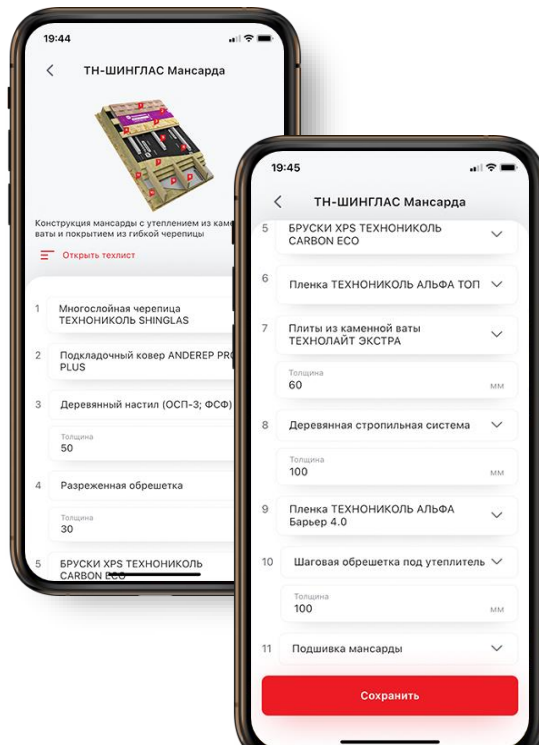 19:44
ТН-ШИНГЛАС Мансарда
Конструкция мансарды с утеплением из
ваты и покрытием из гибкой черепицы
Открыть техлист
1 Многослойная черепица
ТЕХНОНИКОЛЬ SHINGLAS
2 Подкладочный ковер ANDEREP
PLUS
3 Деревянный настил (ОСП-3; ФСФ)
Толщина
50
4 Разреженная обрешетка
Толщина
30
5 БРУСКИ XPS ТЕХНОНИКОЛЬ
CARBON ECO
19:45
ТН-ШИНГЛАС Мансарда
5 БРУСКИ XPS ТЕХНОНИКОЛЬ
CARBON ECO
6 Пленка ТЕХНОНИКОЛЬ АЛЬФА ТОП
7 Плиты из каменной ваты
ТЕХНОЛАЙТ ЭКСТРА
Толщина
60 мм
8 Деревянная стропильная система
Толщина
100 мм
9 Пленка ТЕХНОНИКОЛЬ АЛЬФА
Барьер 4.0
10 Шаговая обрешетка под утеплитель
Толщина
100 мм
11 Подшивка мансарды
Сохранить